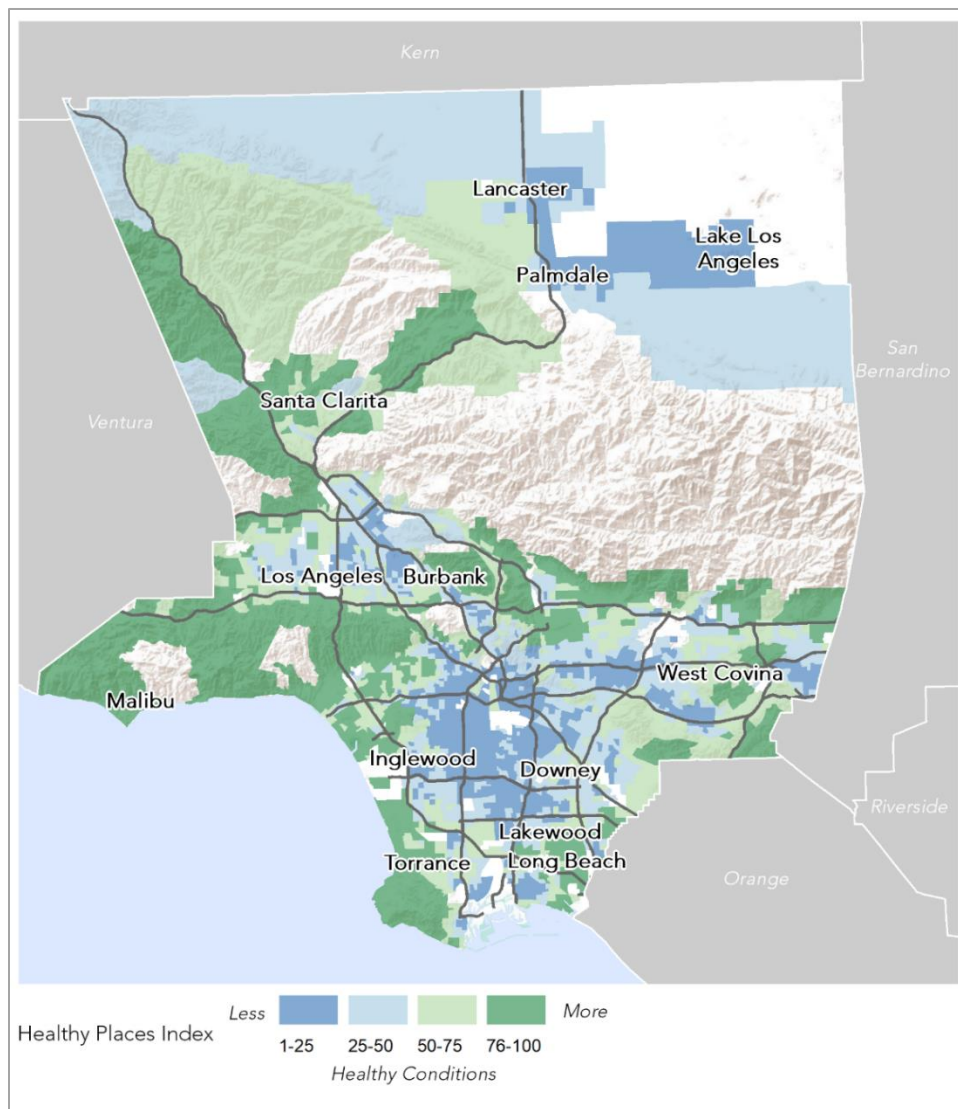 Kern
Lancaster
Lake Los
Angeles
Palmdale
San
Bernardino
Santa Clarita
Ventura
Los Angeles
Burbank
West Covina
Malibu
Inglewood
Downey
Riverside
Lakewood
Torrance
Long Beach
Orange
Less
More
Healthy Places Index
1-25
25-50
50-75
76-100
Healthy Conditions